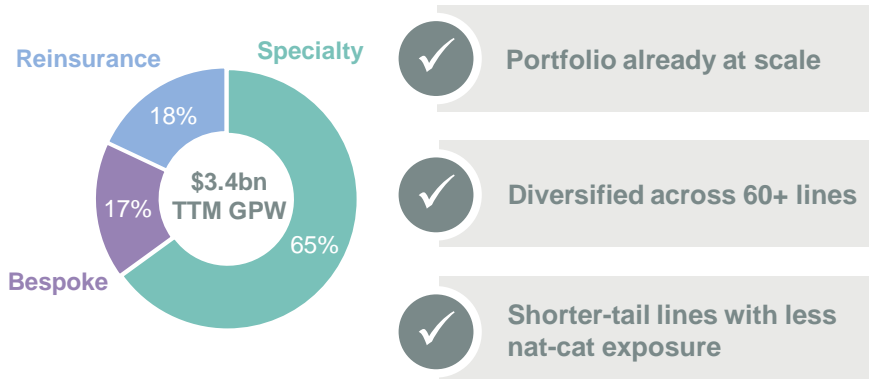 Reinsurance
Specialty
18%
17%
65%
$3.4bn
TTM GPW
Bespoke
Portfolio already at scale
Diversified across 60+ lines
Shorter-tail lines with less
nat-cat exposure